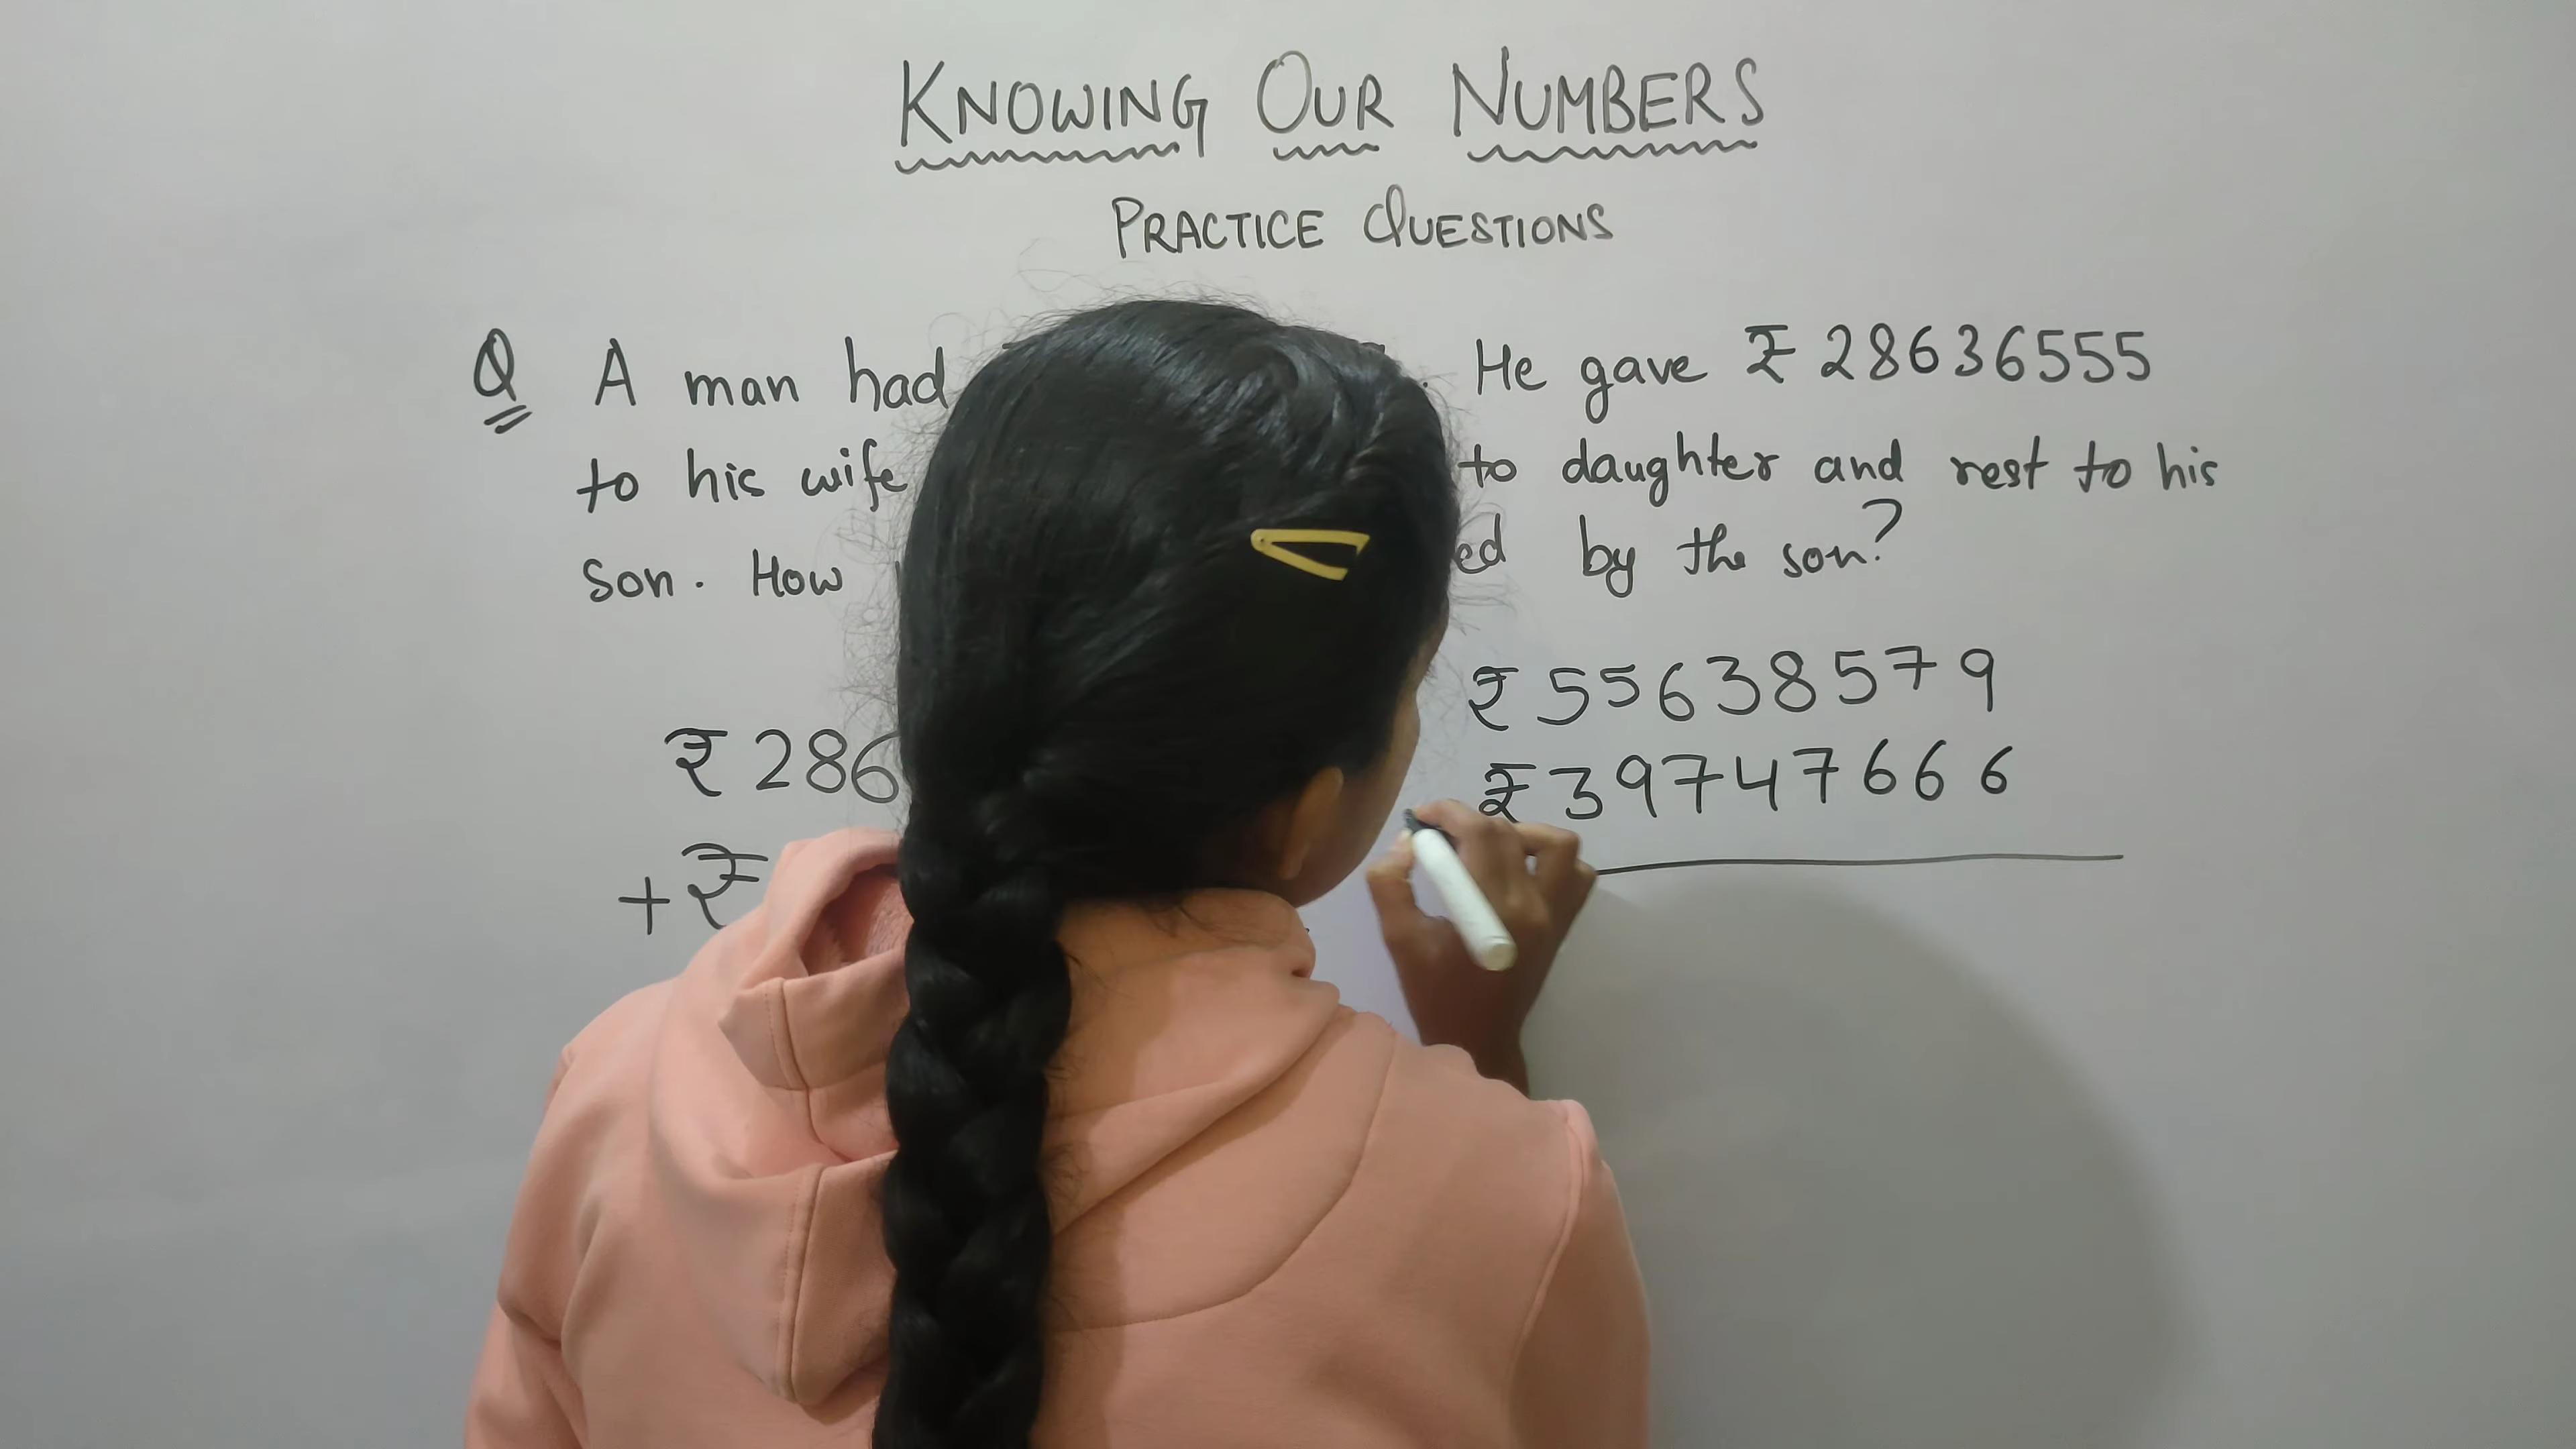 KNOWING OUR NUMBERS
PRACTICE QUESTIONS
Q A man had He gave ₹ 28636555
to his wife to daughter and rest to his
son. How by the son?
₹ 55638579
₹ 286
₹ 39747666
+ ₹